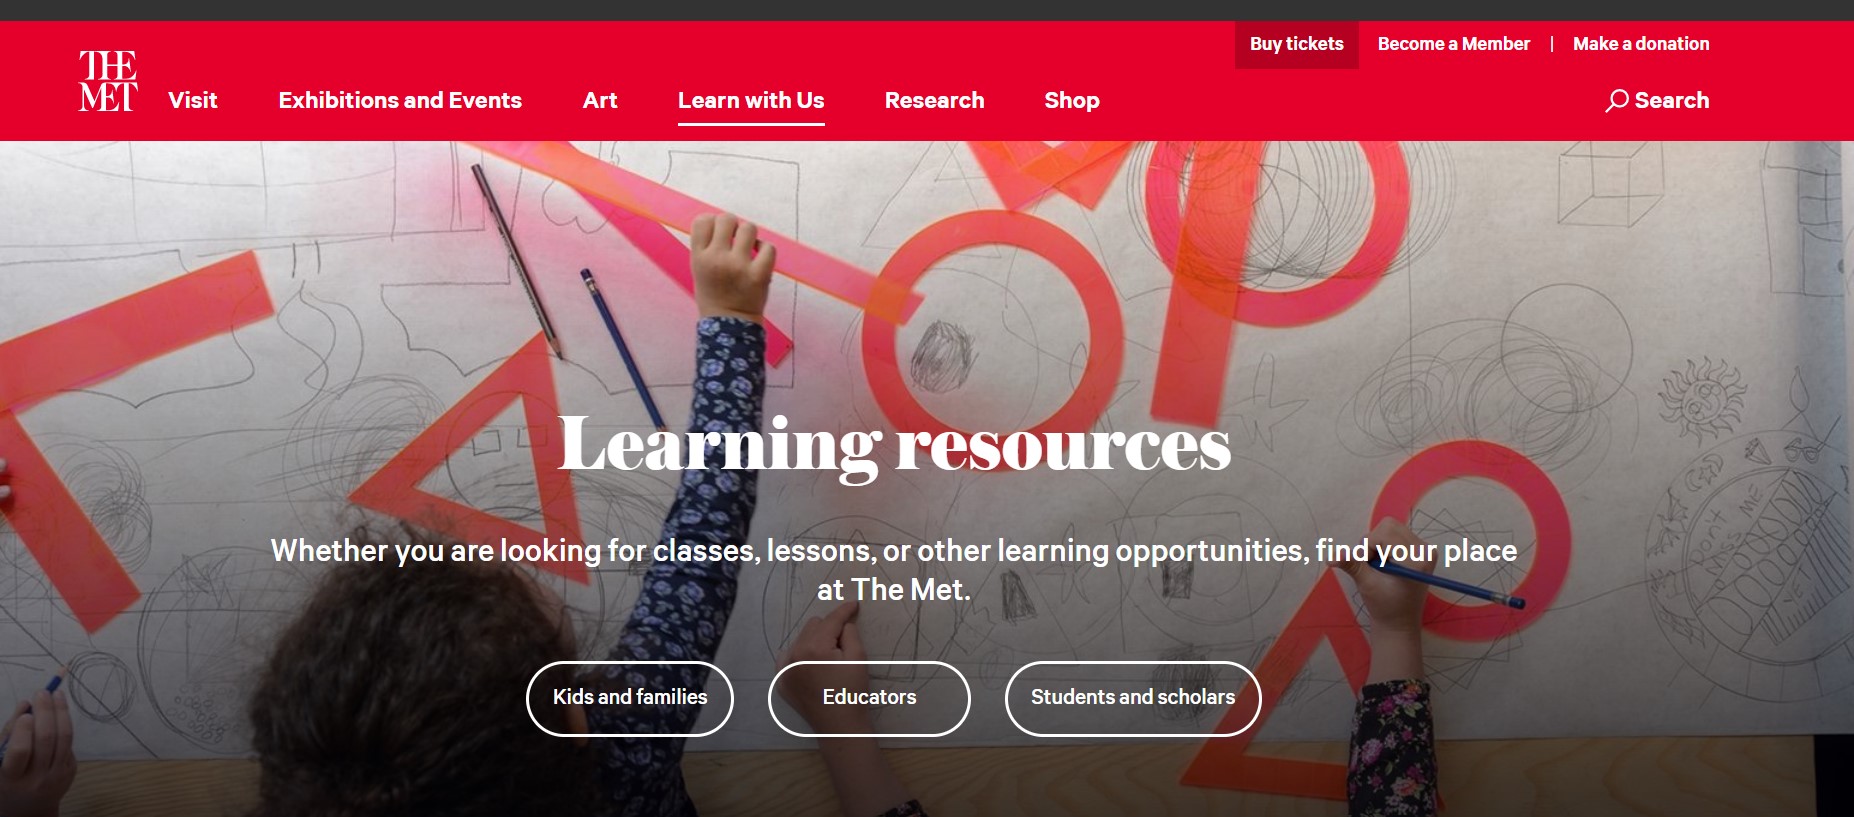 Buy tickets Become a Member | Make a donation
THE
MET
Visit Exhibitions and Events Art Learn with Us Research Shop Search
Learning resources
Whether you are looking for classes, lessons, or other learning opportunities, find your place
at The Met.
Kids and families Educators Students and scholars